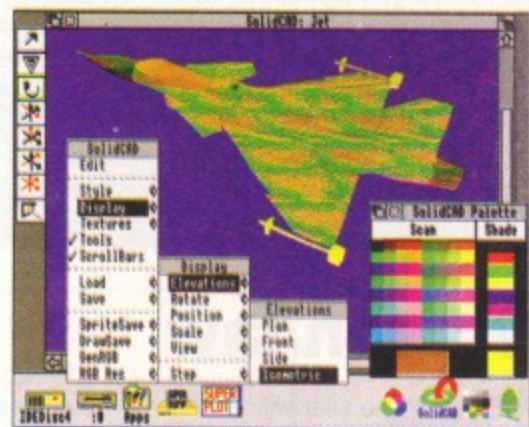 SolidCAD: Jet
SolidCAD
Edit
Style
Display
Textures
Tools
ScrollBars
Load
Save
SpriteSave
DrawSave
GenRGB
RGB Res
Display
Elevations
Rotate
Position
Scale
View
Step
Elevations
Plan
Front
Side
Isometric
SolidCAD Palette
Scan Shade
IDEDisc4 :0 Apps SUPER PLOT SolidCAD